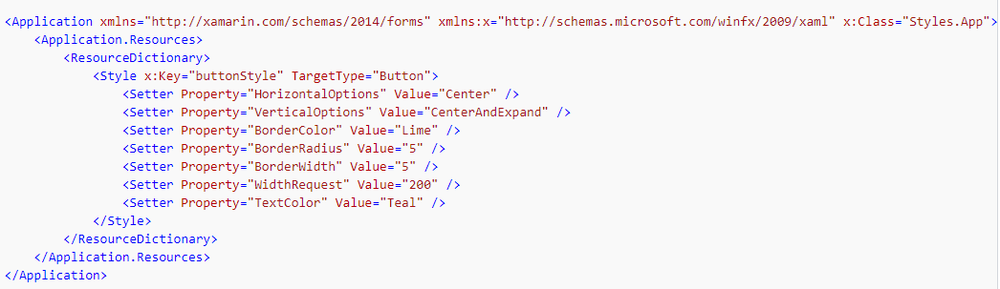 <Application xmlns="http://xamarin.com/schemas/2014/forms" xmlns:x="http://schemas.microsoft.com/winfx/2009/xaml" x:Class="Styles.App">
    <Application.Resources>
        <ResourceDictionary>
            <Style x:Key="buttonStyle" TargetType="Button">
                <Setter Property="HorizontalOptions" Value="Center" />
                <Setter Property="VerticalOptions" Value="CenterAndExpand" />
                <Setter Property="BorderColor" Value="Lime" />
                <Setter Property="BorderRadius" Value="5" />
                <Setter Property="BorderWidth" Value="5" />
                <Setter Property="WidthRequest" Value="200" />
                <Setter Property="TextColor" Value="Teal" />
            </Style>
        </ResourceDictionary>
    </Application.Resources>
</Application>